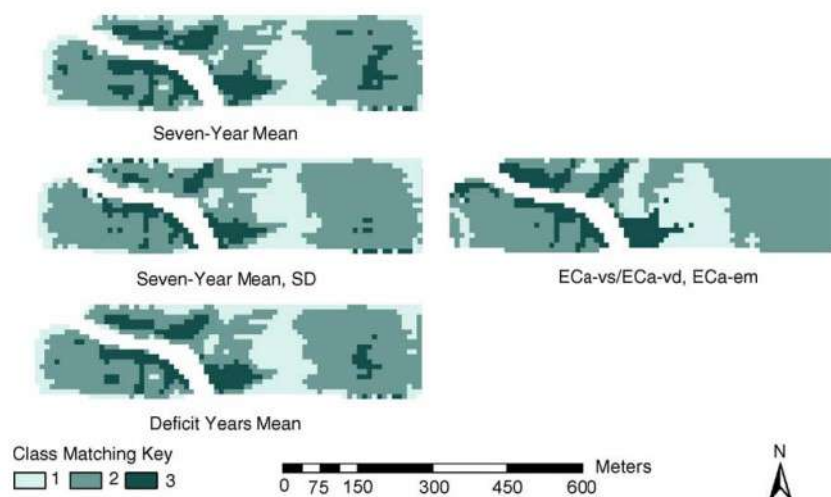 Seven-Year Mean
Seven-Year Mean, SD
ECa-vs/ECa-vd, ECa-em
Deficit Years Mean
Class Matching Key
1 2 3
Meters
0 75 150 300 450 600
N